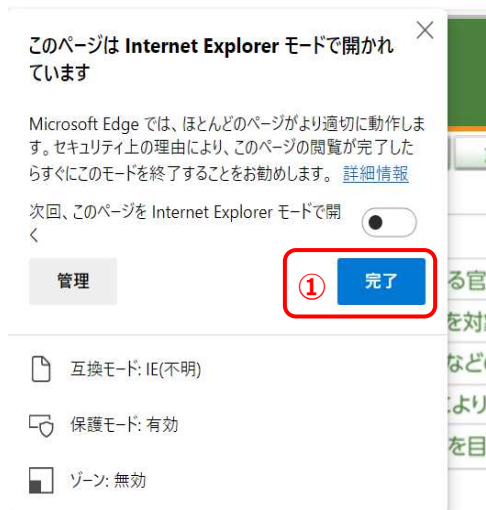 このページは Internet Explorer モードで開かれ
ています
Microsoft Edge では、ほとんどのページがより適切に動作しま
す。セキュリティ上の理由により、このページの閲覧が完了した
らすぐにこのモードを終了することをお勧めします。 詳細情報
次回、このページを Internet Explorer モードで開
く
管理
①
完了
互換モード: IE(不明)
保護モード: 有効
ゾーン: 無効
る官
を対
などの
より
を目